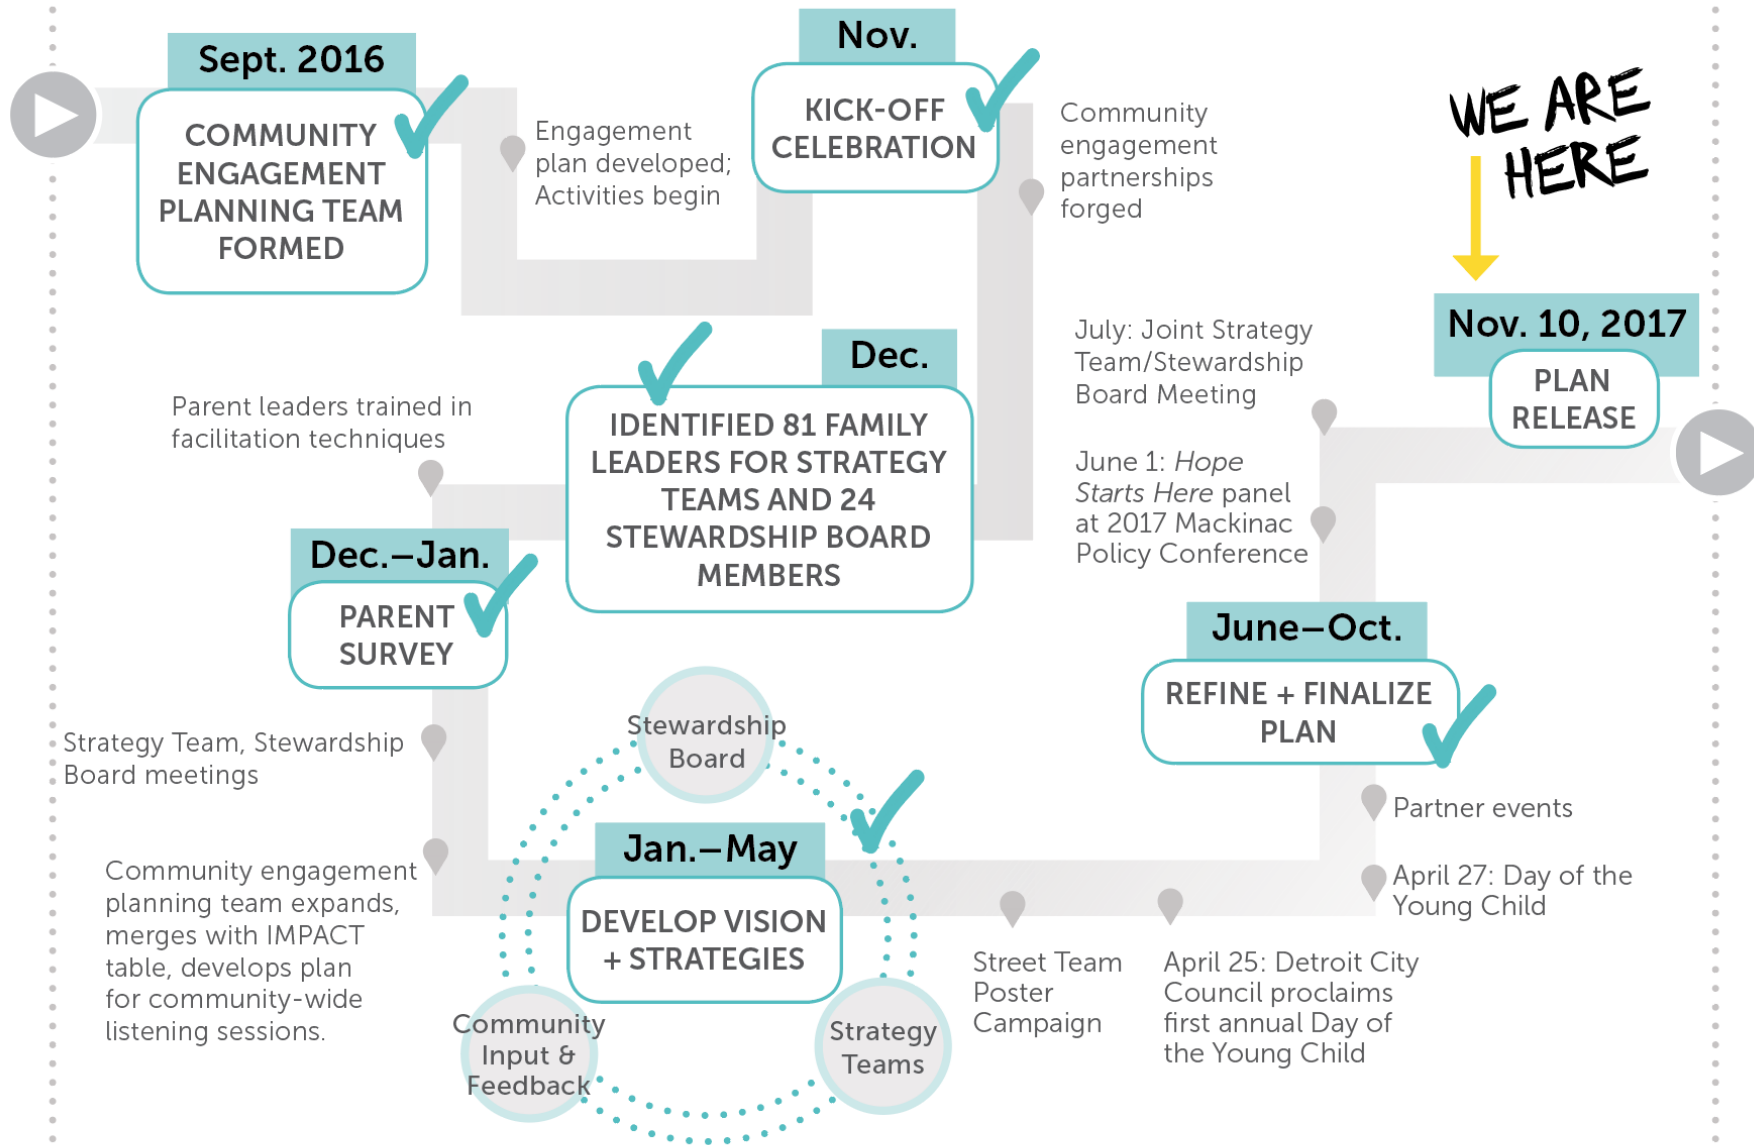 Sept. 2016
COMMUNITY
ENGAGEMENT
PLANNING TEAM
FORMED
Engagement
plan developed;
Activities begin
Nov.
KICK-OFF
CELEBRATION
Community
engagement
partnerships
forged
Dec.
IDENTIFIED 81 FAMILY
LEADERS FOR STRATEGY
TEAMS AND 24
STEWARDSHIP BOARD
MEMBERS
Parent leaders trained in
facilitation techniques
Dec.–Jan.
PARENT
SURVEY
Strategy Team, Stewardship
Board meetings
Community engagement
planning team expands,
merges with IMPACT
table, develops plan
for community-wide
listening sessions.
Stewardship
Board
Jan.–May
DEVELOP VISION
+ STRATEGIES
Community
Input &
Feedback
Strategy
Teams
Street Team
Poster
Campaign
April 25: Detroit City
Council proclaims
first annual Day of
the Young Child
April 27: Day of the
Young Child
Partner events
June–Oct.
REFINE + FINALIZE
PLAN
June 1: Hope
Starts Here panel
at 2017 Mackinac
Policy Conference
July: Joint Strategy
Team/Stewardship
Board Meeting
WE ARE
HERE
Nov. 10, 2017
PLAN
RELEASE